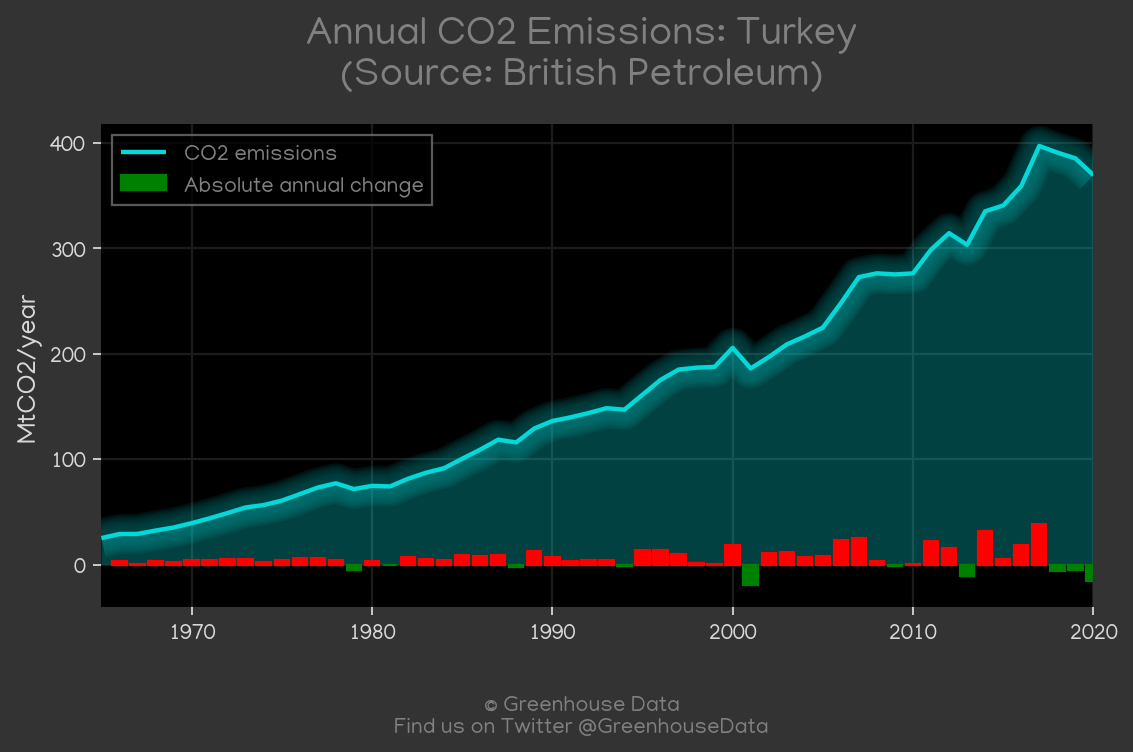 Annual CO2 Emissions: Turkey
(Source: British Petroleum)
CO2 emissions
Absolute annual change
MtCO2/year
400
300
200
100
0
1970 1980 1990 2000 2010 2020
© Greenhouse Data
Find us on Twitter @GreenhouseData